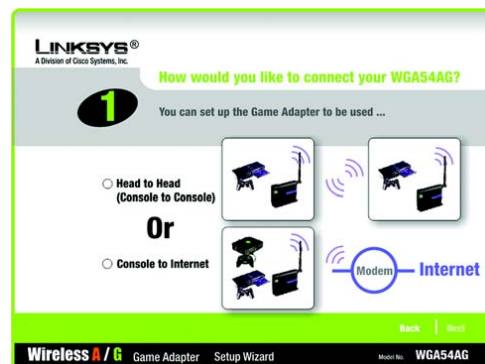 LINKSYS®
A Division of Cisco Systems, Inc.
How would you like to connect your WGA54AG?
1
You can set up the Game Adapter to be used ...
Head to Head
(Console to Console)
Or
Console to Internet
Modem
Internet
Back
Next
Wireless A / G Game Adapter Setup Wizard
Model No. WGA54AG